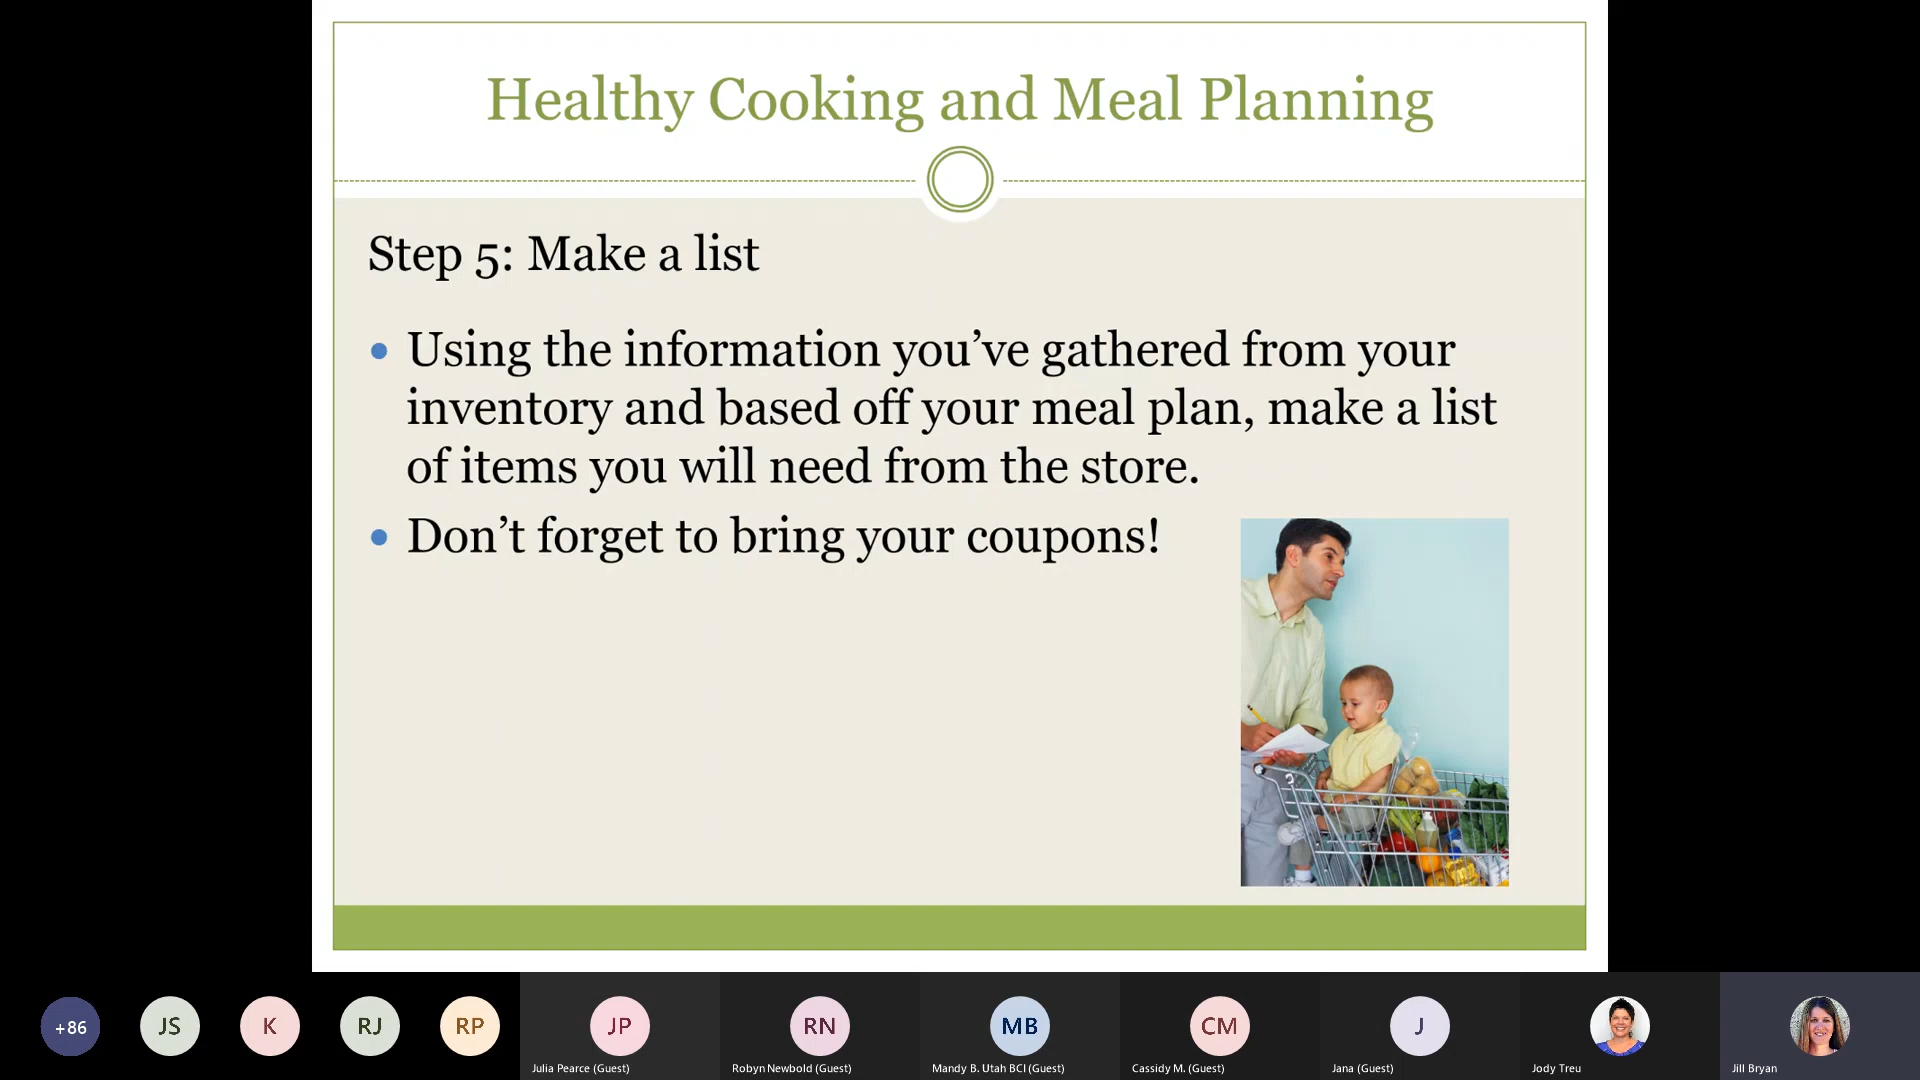 Healthy Cooking and Meal Planning
Step 5: Make a list
• Using the information you’ve gathered from your
inventory and based off your meal plan, make a list
of items you will need from the store.
• Don’t forget to bring your coupons!
+86
JS
K
RJ
RP
JP
RN
MB
CM
J
Julia Pearce (Guest)
Robyn Newbold (Guest)
Mandy B. Utah BCI (Guest)
Cassidy M. (Guest)
Jana (Guest)
Jody Treu
Jill Bryan